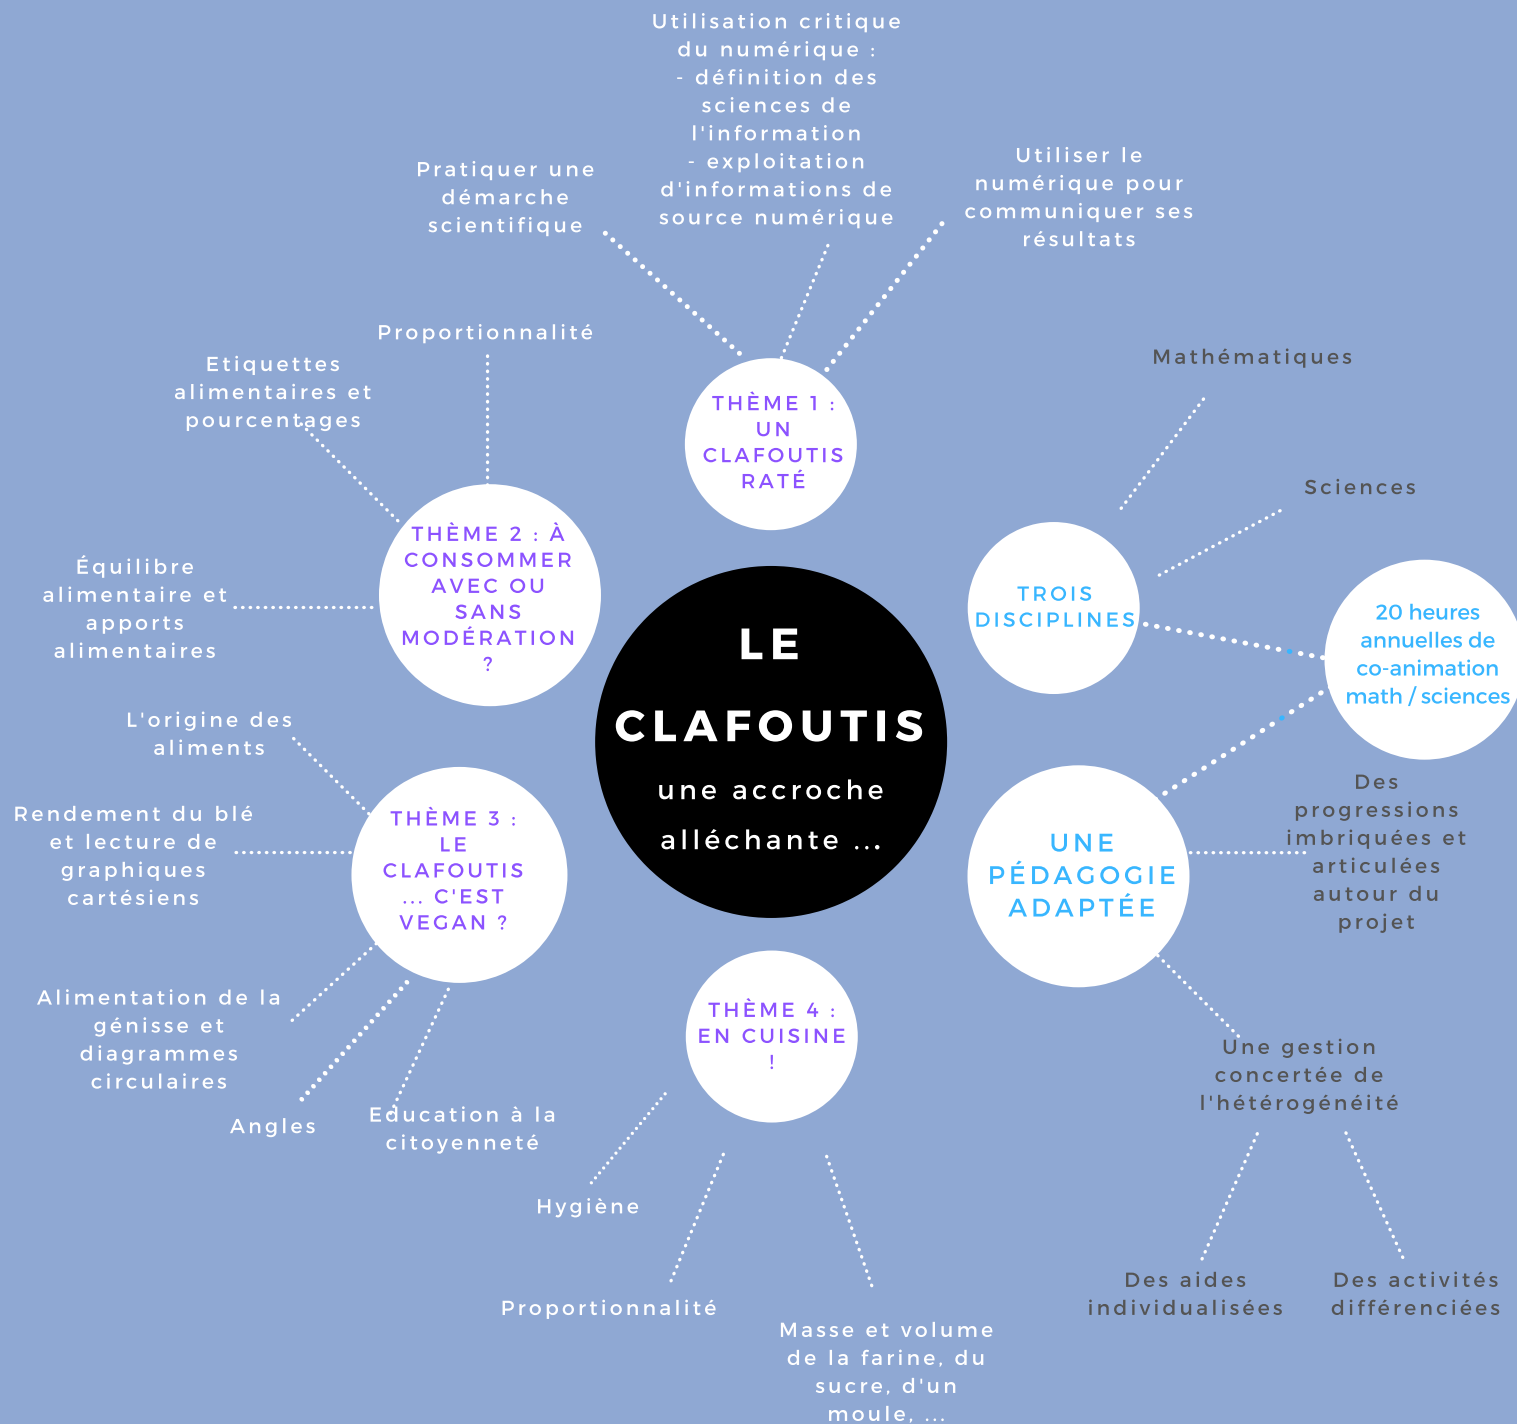 Utilisation critique
du numérique :
- définition des
sciences de
l'information
- exploitation
d'informations de
source numérique
Pratiquer une
démarche
scientifique
Utiliser le
numérique pour
communiquer ses
résultats
Proportionnalité
Etiquettes
alimentaires et
pourcentages
THÈME 1 :
UN
CLAFOUTIS
RATÉ
Mathématiques
Sciences
THÈME 2 : À
CONSOMMER
AVEC OU
SANS
MODÉRATION
?
Équilibre
alimentaire et
apports
alimentaires
TROIS
DISCIPLINES
20 heures
annuelles de
co-animation
math / sciences
LE
CLAFOUTIS
une accroche
alléchante ...
L'origine des
aliments
Rendement du blé
et lecture de
graphiques
cartésiens
THÈME 3 :
LE
CLAFOUTIS
... C'EST
VEGAN ?
UNE
PÉDAGOGIE
ADAPTÉE
Des
progressions
imbriquées et
articulées
autour du
projet
Alimentation de la
génisse et
diagrammes
circulaires
Angles
Education à la
citoyenneté
THÈME 4 :
EN CUISINE
!
Une gestion
concertée de
l'hétérogénéité
Hygiène
Proportionnalité
Masse et volume
de la farine, du
sucre, d'un
moule, ...
Des aides
individualisées
Des activités
différenciées